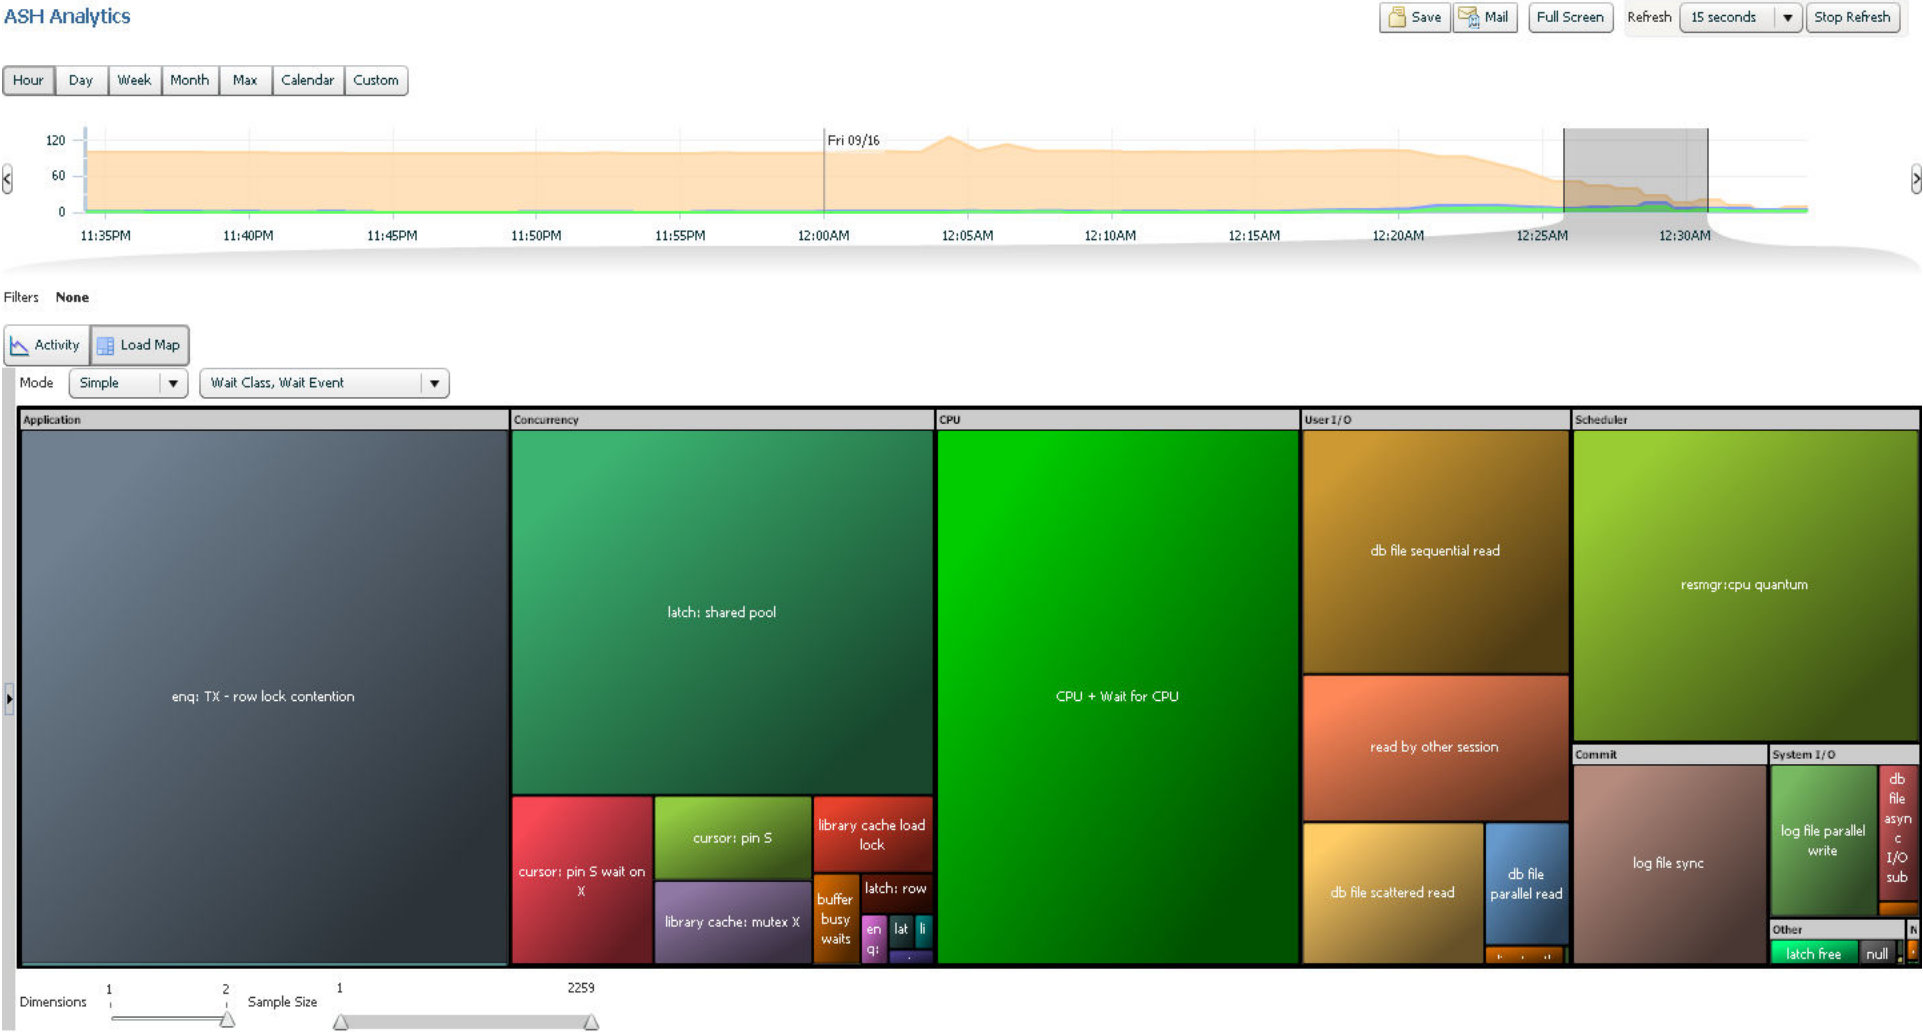 ASH Analytics
Save Mail Full Screen Refresh 15 seconds Stop Refresh
Hour Day Week Month Max Calendar Custom
120
60
0
Fri 09/16
11:35PM 11:40PM 11:45PM 11:50PM 11:55PM 12:00AM 12:05AM 12:10AM 12:15AM 12:20AM 12:25AM 12:30AM
Filters None
Activity Load Map
Mode Simple Wait Class, Wait Event
Application
enq: TX - row lock contention
Concurrency
latch: shared pool
cursor: pin S wait on
X
cursor: pin S
library cache: mutex X
library cache load
lock
buffer
busy
waits
latch: row
en
q:
lat
li
CPU
CPU + Wait for CPU
User I/O
db file sequential read
read by other session
db file scattered read
db file
parallel read
Scheduler
resmgr:cpu quantum
Commit
log file sync
System I/O
log file parallel
write
db
file
asyn
c
I/O
sub
Other
latch free
null
N
Dimensions 1 2 Sample Size 1 2259